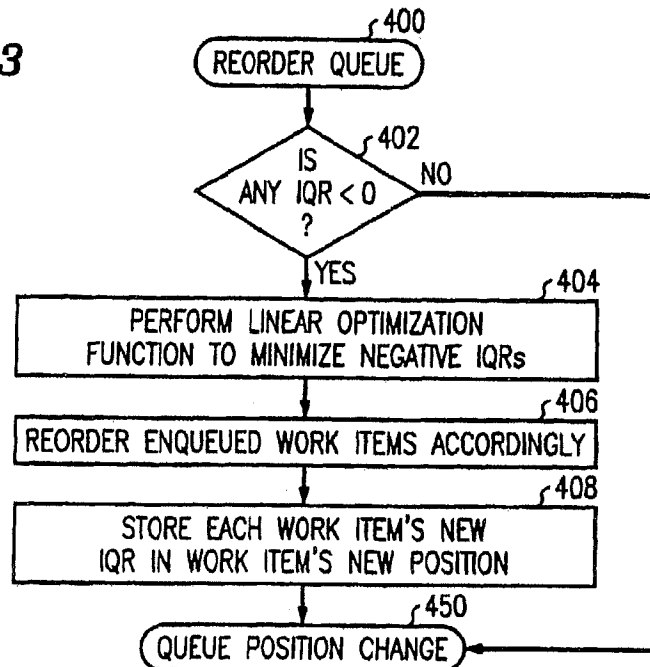 3
400
REORDER QUEUE
402
IS
ANY IQR < 0
?
NO
YES
404
PERFORM LINEAR OPTIMIZATION
FUNCTION TO MINIMIZE NEGATIVE IQRs
406
REORDER ENQUEUED WORK ITEMS ACCORDINGLY
408
STORE EACH WORK ITEM'S NEW
IQR IN WORK ITEM'S NEW POSITION
450
QUEUE POSITION CHANGE